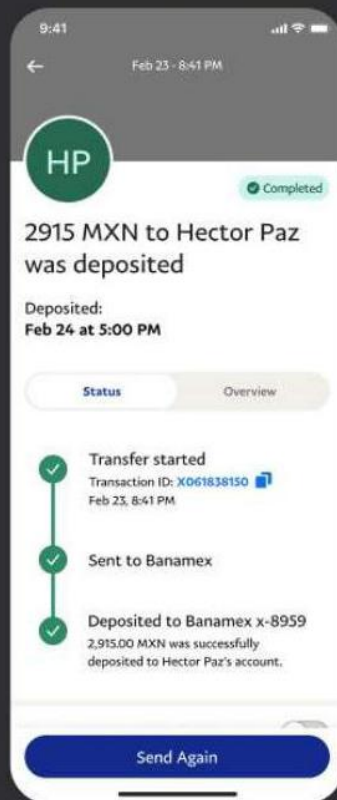 9:41
Feb 23 - 8:41 PM
HP
Completed
2915 MXN to Hector Paz
was deposited
Deposited:
Feb 24 at 5:00 PM
Status Overview
Transfer started
Transaction ID: X061838150
Feb 23, 8:41 PM
Sent to Banamex
Deposited to Banamex x-8959
2,915.00 MXN was successfully
deposited to Hector Paz's account.
Send Again